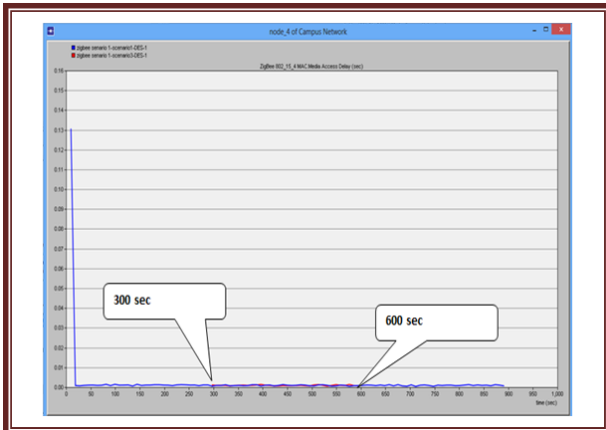 node_4 of Campus Network
zigbee senario 1-scenario1-DES-1
zigbee senario 1-scenario3-DES-1
ZigBee 802_15_4 MAC.Media Access Delay (sec)
0.16
0.15
0.14
0.13
0.12
0.11
0.10
0.09
0.08
0.07
0.06
0.05
0.04
0.03
0.02
0.01
0.00
300 sec
600 sec
0 50 100 150 200 250 300 350 400 450 500 550 600 650 700 750 800 850 900 950 1,000
time (sec)